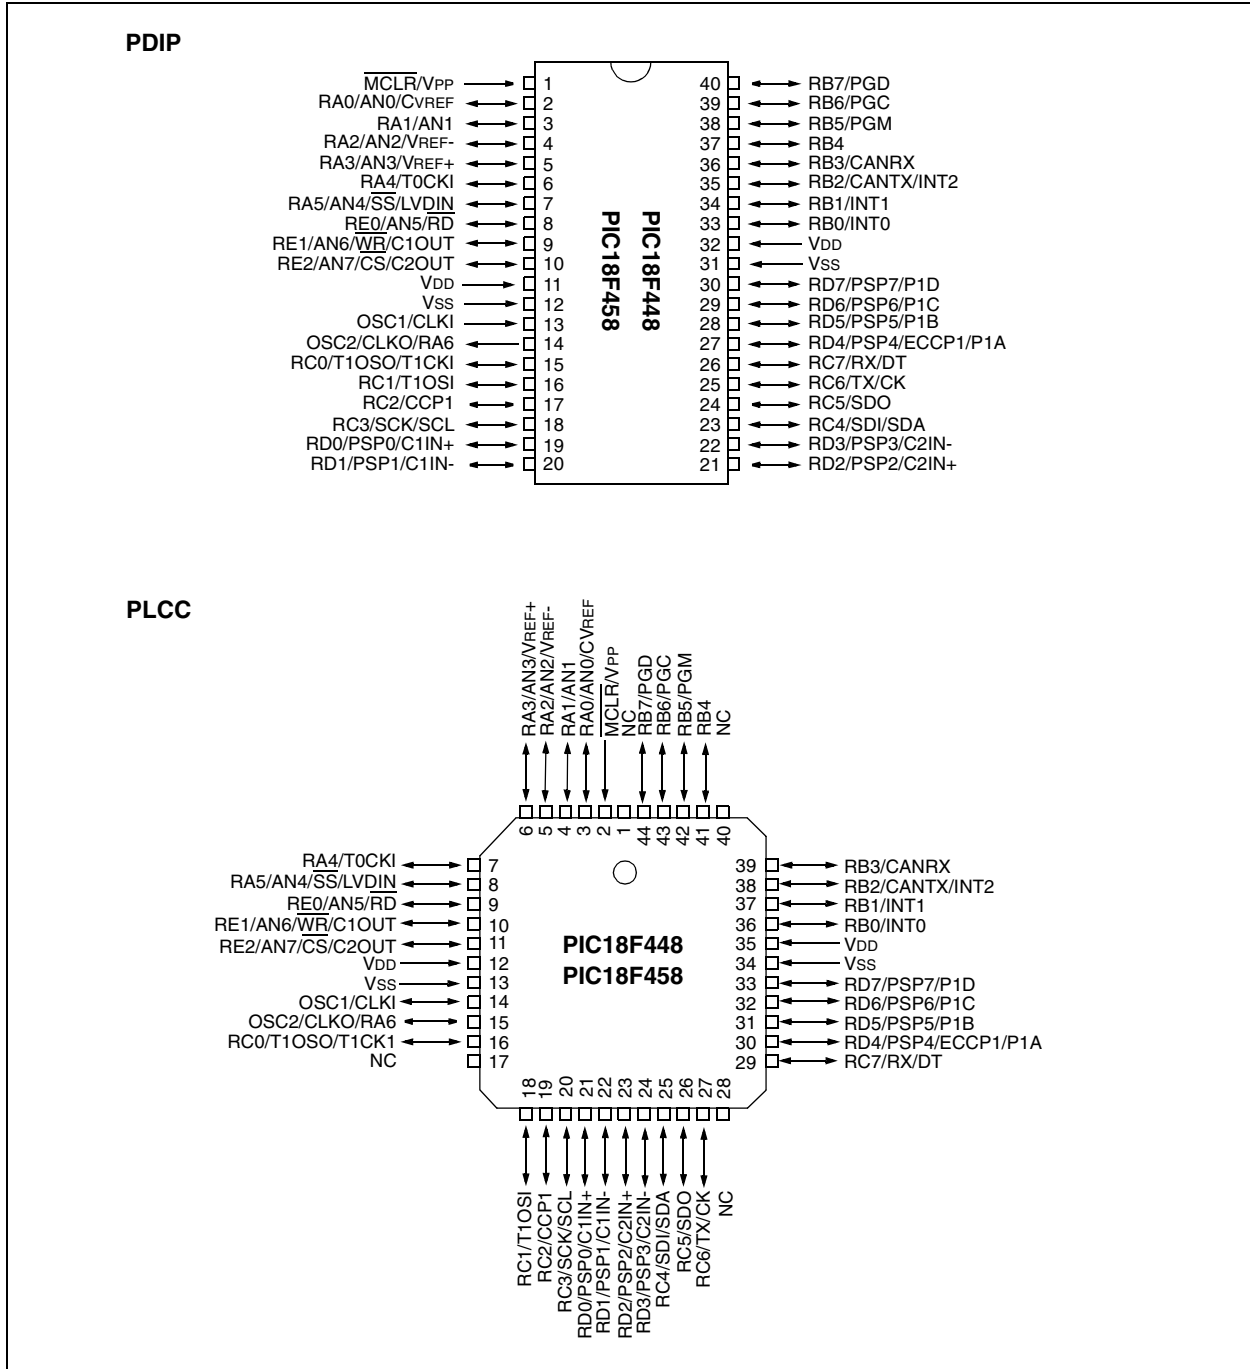 PDIP
MCLR/VPP 1
RA0/AN0/CVREF 2
RA1/AN1 3
RA2/AN2/VREF- 4
RA3/AN3/VREF+ 5
RA4/T0CKI 6
RA5/AN4/SS/LVDIN 7
RE0/AN5/RD 8
RE1/AN6/WR/C1OUT 9
RE2/AN7/CS/C2OUT 10
VDD 11
VSS 12
OSC1/CLKI 13
OSC2/CLKO/RA6 14
RC0/T1OSO/T1CKI 15
RC1/T1OSI 16
RC2/CCP1 17
RC3/SCK/SCL 18
RD0/PSP0/C1IN+ 19
RD1/PSP1/C1IN- 20
PIC18F448
PIC18F458
40 RB7/PGD
39 RB6/PGC
38 RB5/PGM
37 RB4
36 RB3/CANRX
35 RB2/CANTX/INT2
34 RB1/INT1
33 RB0/INT0
32 VDD
31 VSS
30 RD7/PSP7/P1D
29 RD6/PSP6/P1C
28 RD5/PSP5/P1B
27 RD4/PSP4/ECCP1/P1A
26 RC7/RX/DT
25 RC6/TX/CK
24 RC5/SDO
23 RC4/SDI/SDA
22 RD3/PSP3/C2IN-
21 RD2/PSP2/C2IN+
PLCC
RA3/AN3/VREF+ 6
RA2/AN2/VREF- 5
RA1/AN1 4
RA0/AN0/CVREF 3
MCLR/VPP 2
NC 1
RB7/PGD 44
RB6/PGC 43
RB5/PGM 42
RB4 41
NC 40
RA4/T0CKI 7
RA5/AN4/SS/LVDIN 8
RE0/AN5/RD 9
RE1/AN6/WR/C1OUT 10
RE2/AN7/CS/C2OUT 11
VDD 12
VSS 13
OSC1/CLKI 14
OSC2/CLKO/RA6 15
RC0/T1OSO/T1CK1 16
NC 17
PIC18F448
PIC18F458
39 RB3/CANRX
38 RB2/CANTX/INT2
37 RB1/INT1
36 RB0/INT0
35 VDD
34 VSS
33 RD7/PSP7/P1D
32 RD6/PSP6/P1C
31 RD5/PSP5/P1B
30 RD4/PSP4/ECCP1/P1A
29 RC7/RX/DT
18 RC1/T1OSI
19 RC2/CCP1
20 RC3/SCK/SCL
21 RD0/PSP0/C1IN+
22 RD1/PSP1/C1IN-
23 RD2/PSP2/C2IN+
24 RD3/PSP3/C2IN-
25 RC4/SDI/SDA
26 RC5/SDO
27 RC6/TX/CK
28 NC